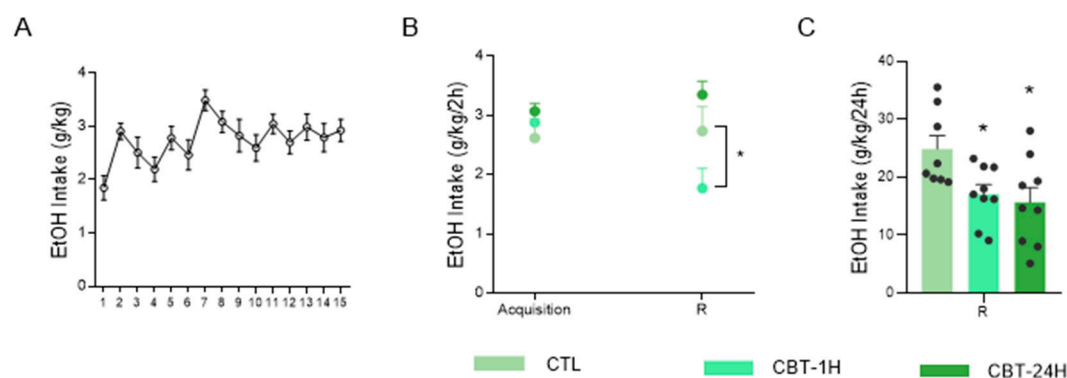 A
EtOH Intake (g/kg)
4
3
2
1
0
1 2 3 4 5 6 7 8 9 10 11 12 13 14 15
B
EtOH Intake (g/kg/2h)
4
3
2
1
0
*
Acquisition R
C
EtOH Intake (g/kg/24h)
40
30
20
10
0
* *
R
CTL CBT-1H CBT-24H